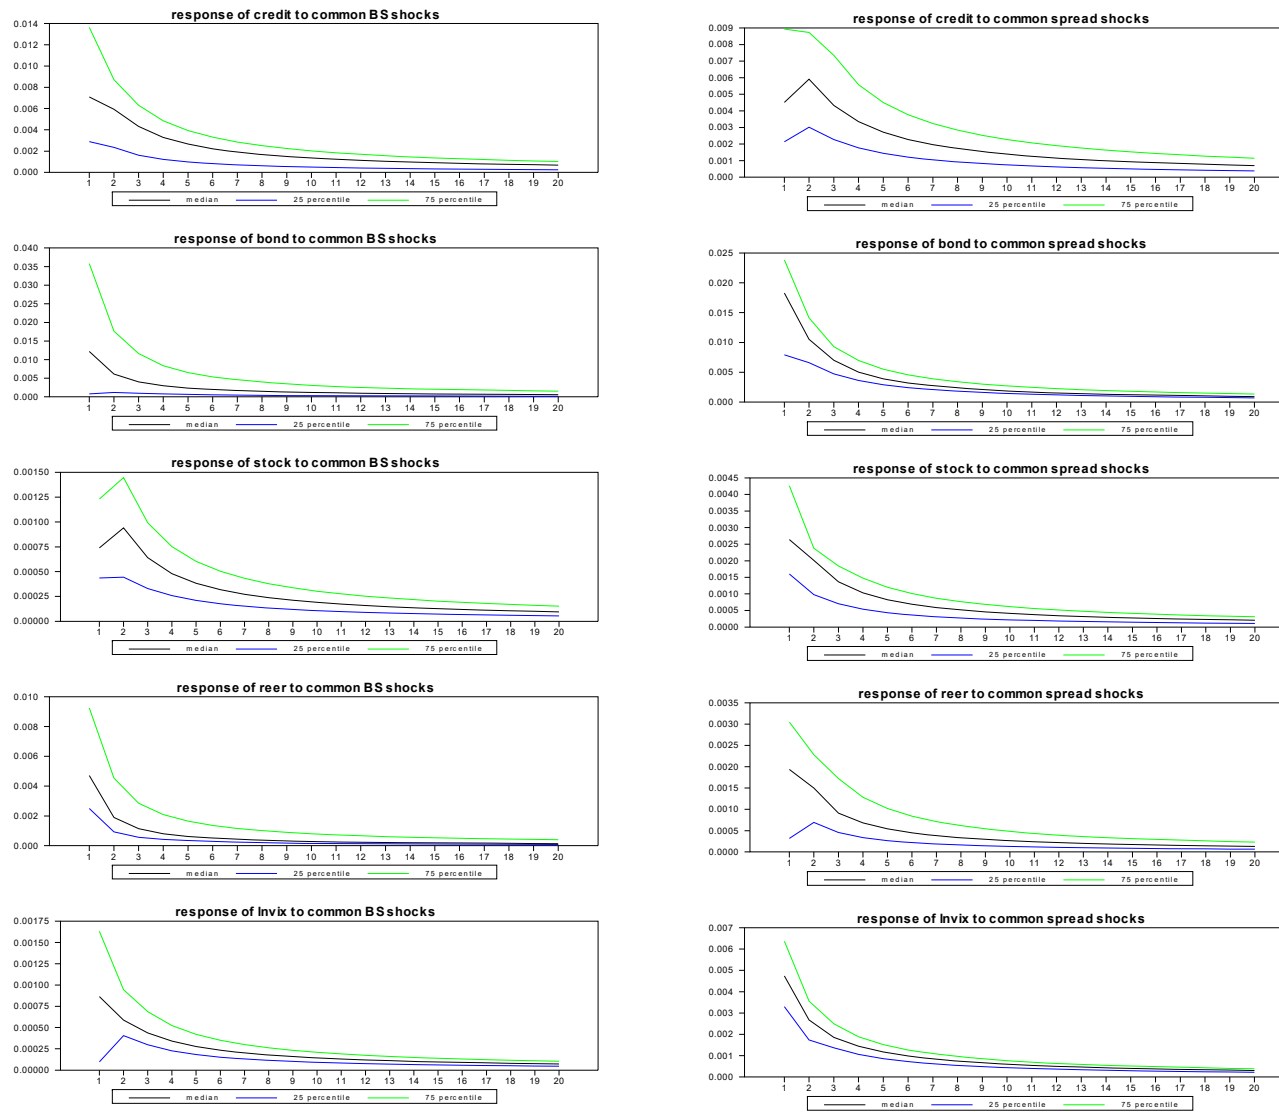 response of credit to common BS shocks
0.014
0.012
0.010
0.008
0.006
0.004
0.002
0.000
1 2 3 4 5 6 7 8 9 10 11 12 13 14 15 16 17 18 19 20
median 25 percentile 75 percentile
response of credit to common spread shocks
0.009
0.008
0.007
0.006
0.005
0.004
0.003
0.002
0.001
0.000
1 2 3 4 5 6 7 8 9 10 11 12 13 14 15 16 17 18 19 20
median 25 percentile 75 percentile
response of bond to common BS shocks
0.040
0.035
0.030
0.025
0.020
0.015
0.010
0.005
0.000
1 2 3 4 5 6 7 8 9 10 11 12 13 14 15 16 17 18 19 20
median 25 percentile 75 percentile
response of bond to common spread shocks
0.025
0.020
0.015
0.010
0.005
0.000
1 2 3 4 5 6 7 8 9 10 11 12 13 14 15 16 17 18 19 20
median 25 percentile 75 percentile
response of stock to common BS shocks
0.00150
0.00125
0.00100
0.00075
0.00050
0.00025
0.00000
1 2 3 4 5 6 7 8 9 10 11 12 13 14 15 16 17 18 19 20
median 25 percentile 75 percentile
response of stock to common spread shocks
0.0045
0.0040
0.0035
0.0030
0.0025
0.0020
0.0015
0.0010
0.0005
0.0000
1 2 3 4 5 6 7 8 9 10 11 12 13 14 15 16 17 18 19 20
median 25 percentile 75 percentile
response of reer to common BS shocks
0.010
0.008
0.006
0.004
0.002
0.000
1 2 3 4 5 6 7 8 9 10 11 12 13 14 15 16 17 18 19 20
median 25 percentile 75 percentile
response of reer to common spread shocks
0.0035
0.0030
0.0025
0.0020
0.0015
0.0010
0.0005
0.0000
1 2 3 4 5 6 7 8 9 10 11 12 13 14 15 16 17 18 19 20
median 25 percentile 75 percentile
response of lnvix to common BS shocks
0.00175
0.00150
0.00125
0.00100
0.00075
0.00050
0.00025
0.00000
1 2 3 4 5 6 7 8 9 10 11 12 13 14 15 16 17 18 19 20
median 25 percentile 75 percentile
response of lnvix to common spread shocks
0.007
0.006
0.005
0.004
0.003
0.002
0.001
0.000
1 2 3 4 5 6 7 8 9 10 11 12 13 14 15 16 17 18 19 20
median 25 percentile 75 percentile